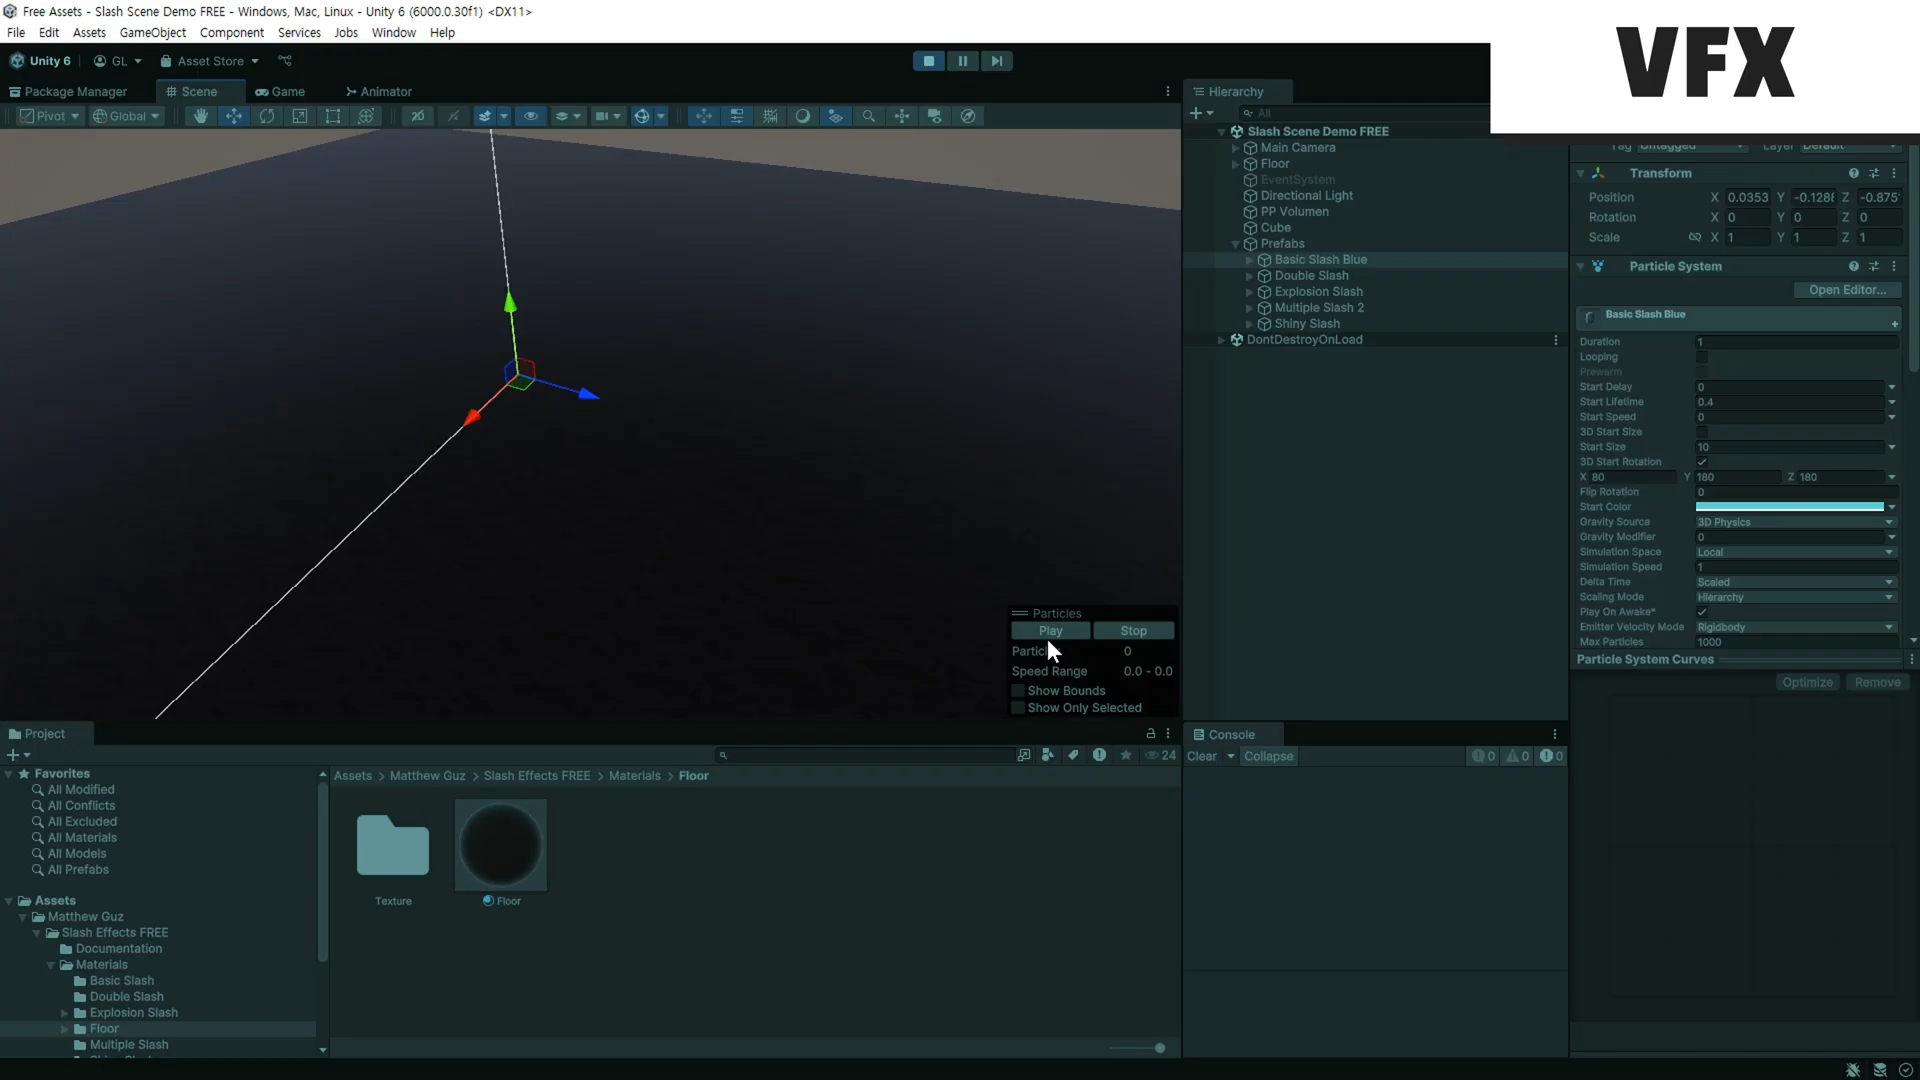 Free Assets - Slash Scene Demo FREE - Windows, Mac, Linux - Unity 6 (6000.0.30f1) <DX11>
File Edit Assets GameObject Component Services Jobs Window Help
VFX
Unity 6 GL Asset Store
Package Manager Scene Game Animator
Pivot Global 2D
Hierarchy
All
Slash Scene Demo FREE
Main Camera
Floor
EventSystem
Directional Light
PP Volumen
Cube
Prefabs
Basic Slash Blue
Double Slash
Explosion Slash
Multiple Slash 2
Shiny Slash
DontDestroyOnLoad
Tag Untagged Layer Default
Transform
Position X 0.0353 Y -0.128 Z -0.875
Rotation X 0 Y 0 Z 0
Scale X 1 Y 1 Z 1
Particle System
Open Editor...
Basic Slash Blue
Duration 1
Looping
Prewarm
Start Delay 0
Start Lifetime 0.4
Start Speed 0
3D Start Size
Start Size 10
3D Start Rotation
X 80 Y 180 Z 180
Flip Rotation 0
Start Color
Gravity Source 3D Physics
Gravity Modifier 0
Simulation Space Local
Simulation Speed 1
Delta Time Scaled
Scaling Mode Hierarchy
Play On Awake*
Emitter Velocity Mode Rigidbody
Max Particles 1000
Particle System Curves
Optimize Remove
Particles
Play Stop
0
Speed Range 0.0 - 0.0
Show Bounds
Show Only Selected
Project
24
Favorites
All Modified
All Conflicts
All Excluded
All Materials
All Models
All Prefabs
Assets
Matthew Guz
Slash Effects FREE
Documentation
Materials
Basic Slash
Double Slash
Explosion Slash
Floor
Multiple Slash
Assets > Matthew Guz > Slash Effects FREE > Materials > Floor
Texture
Floor
Console
Clear Collapse 0 0 0